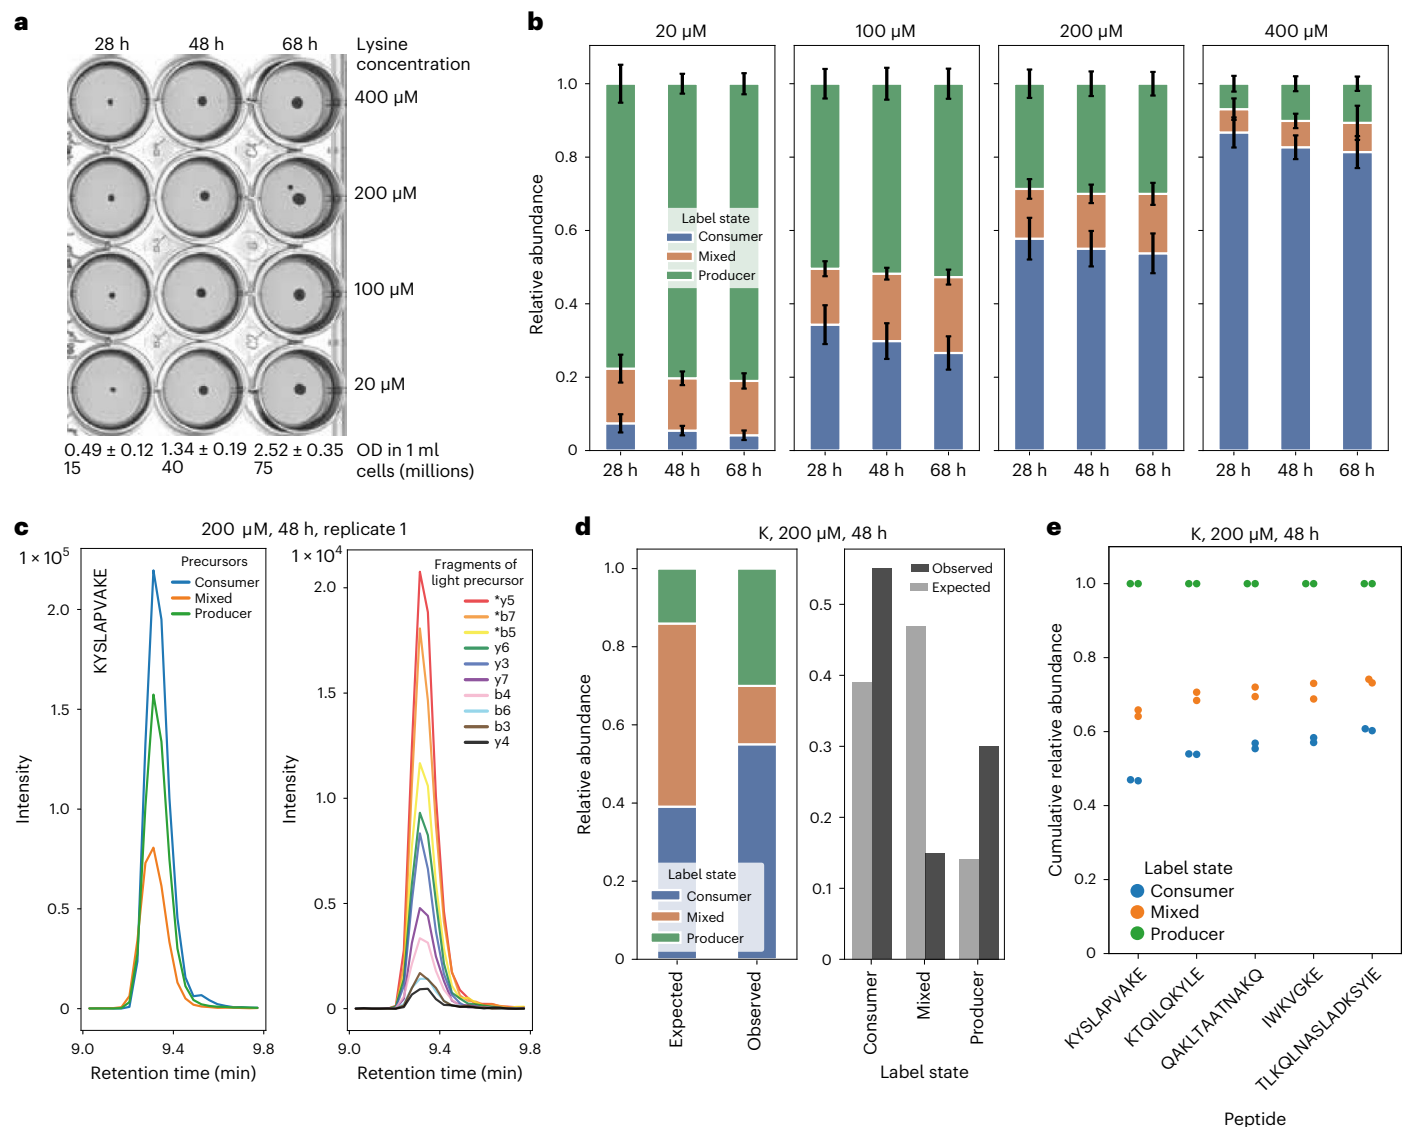 a
28 h 48 h 68 h Lysine
concentration
400 µM
200 µM
100 µM
20 µM
0.49 ± 0.12 1.34 ± 0.19 2.52 ± 0.35 OD in 1 ml
15 40 75 cells (millions)
b
20 µM 100 µM 200 µM 400 µM
Relative abundance
1.0
0.8
0.6
0.4
0.2
0
Label state
Consumer
Mixed
Producer
28 h 48 h 68 h 28 h 48 h 68 h 28 h 48 h 68 h 28 h 48 h 68 h
c
200 µM, 48 h, replicate 1
1 × 10⁵
KYSLAPVAKE
Precursors
Consumer
Mixed
Producer
Intensity
2.0
1.5
1.0
0.5
0
9.0 9.4 9.8
Retention time (min)
1 × 10⁴
Fragments of
light precursor
*y5
*b7
*b5
y6
y3
y7
b4
b6
b3
y4
Intensity
2.0
1.5
1.0
0.5
0
9.0 9.4 9.8
Retention time (min)
d
K, 200 µM, 48 h
Relative abundance
1.0
0.8
0.6
0.4
0.2
0
Label state
Consumer
Mixed
Producer
Expected
Observed
Observed
Expected
0.5
0.4
0.3
0.2
0.1
0
Consumer
Mixed
Producer
Label state
e
K, 200 µM, 48 h
Cumulative relative abundance
1.0
0.8
0.6
0.4
0.2
0
Label state
Consumer
Mixed
Producer
KYSLAPVAKE
KTQILQKYLE
QAKLTAATNAKQ
IWKVGKE
TLKQLNASLADKSYIE
Peptide